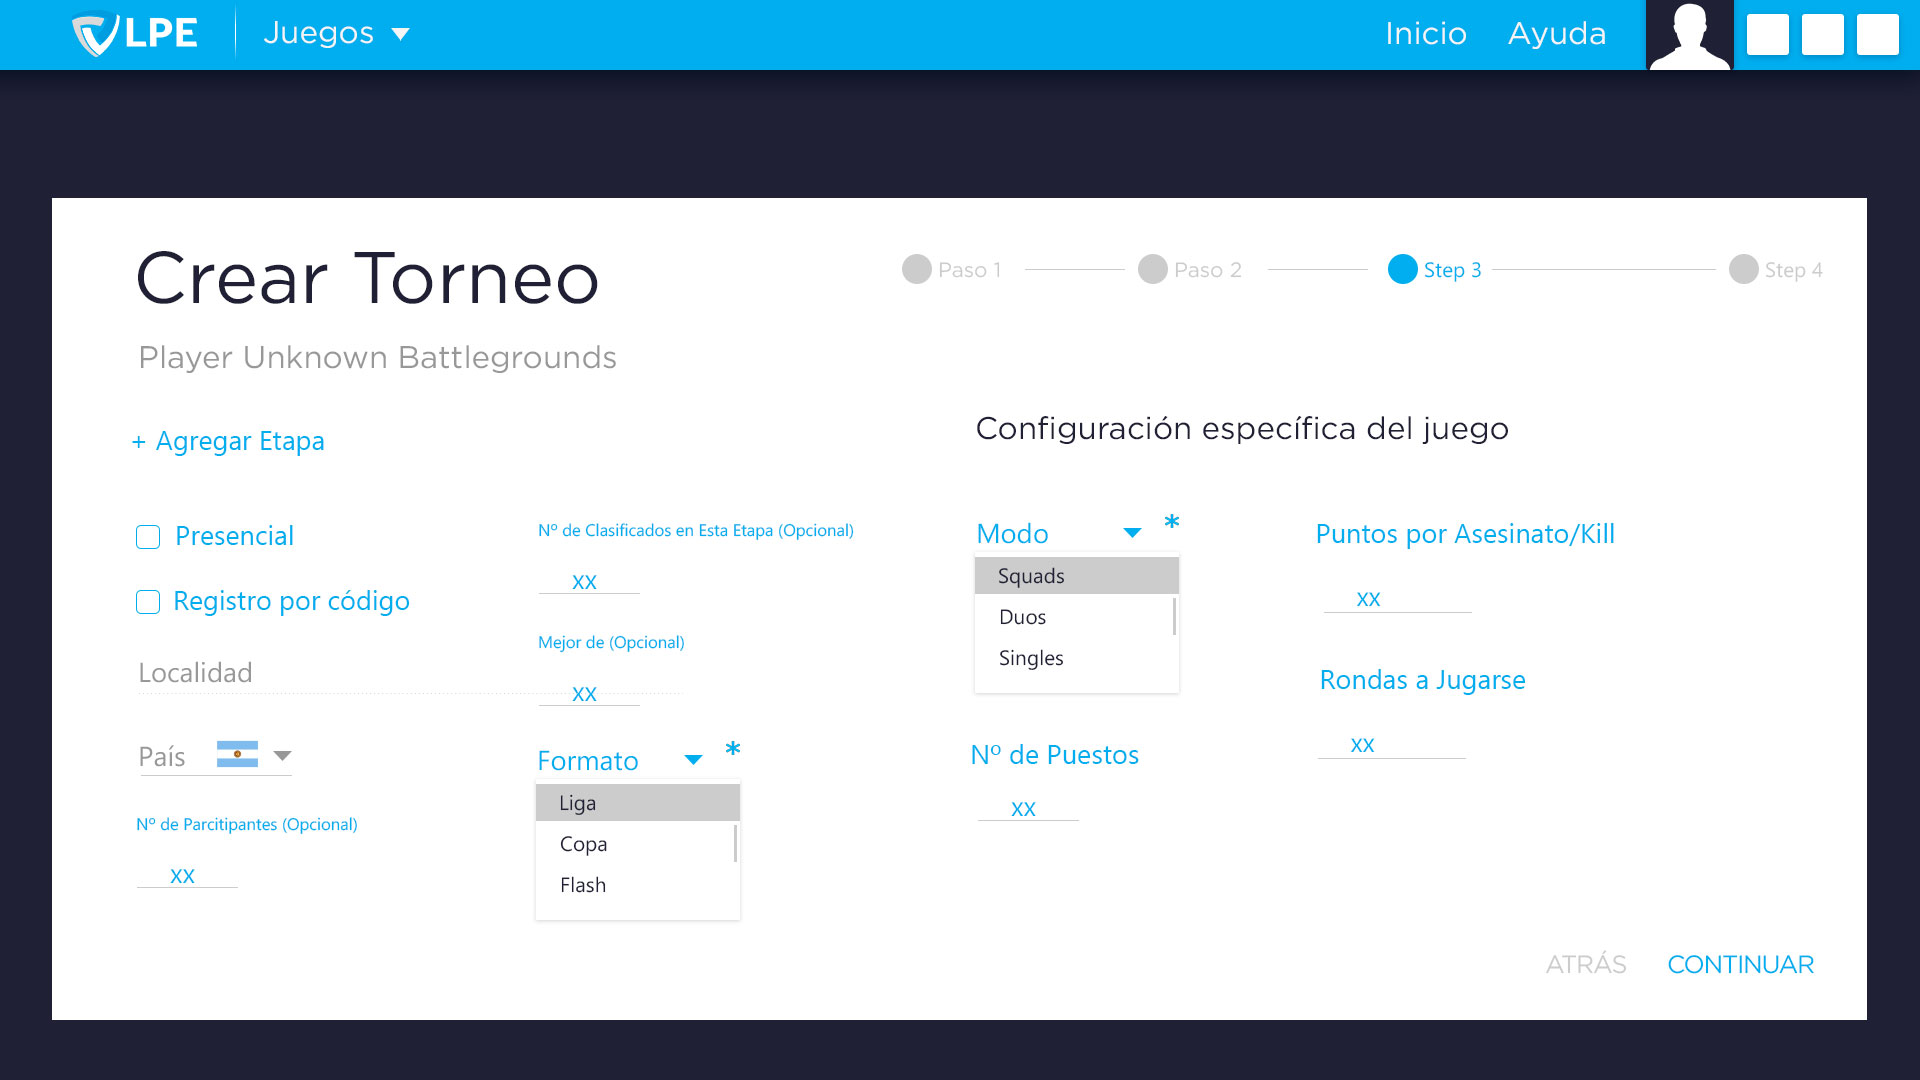 LPE
Juegos
Inicio
Ayuda
Crear Torneo
Paso 1
Paso 2
Step 3
Step 4
Player Unknown Battlegrounds
+ Agregar Etapa
Presencial
Registro por código
Localidad
País
Nº de Parcitipantes (Opcional)
xx
Nº de Clasificados en Esta Etapa (Opcional)
xx
Mejor de (Opcional)
xx
Formato *
Liga
Copa
Flash
Configuración específica del juego
Modo *
Squads
Duos
Singles
Nº de Puestos
xx
Puntos por Asesinato/Kill
xx
Rondas a Jugarse
xx
ATRÁS
CONTINUAR